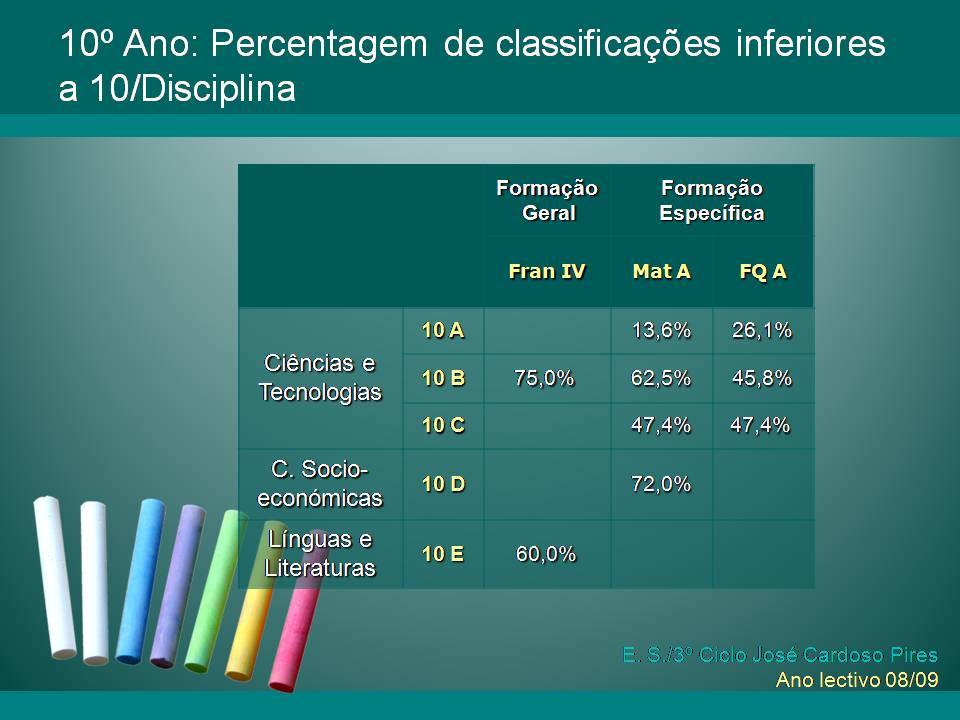 10º Ano: Percentagem de classificações inferiores
a 10/Disciplina
Formação
Geral
Formação
Específica
Fran IV
Mat A
FQ A
Ciências e
Tecnologias
10 A
13,6%
26,1%
10 B
75,0%
62,5%
45,8%
10 C
47,4%
47,4%
C. Socio-
económicas
10 D
72,0%
Línguas e
Literaturas
10 E
60,0%
E. S./3º Ciclo José Cardoso Pires
Ano lectivo 08/09